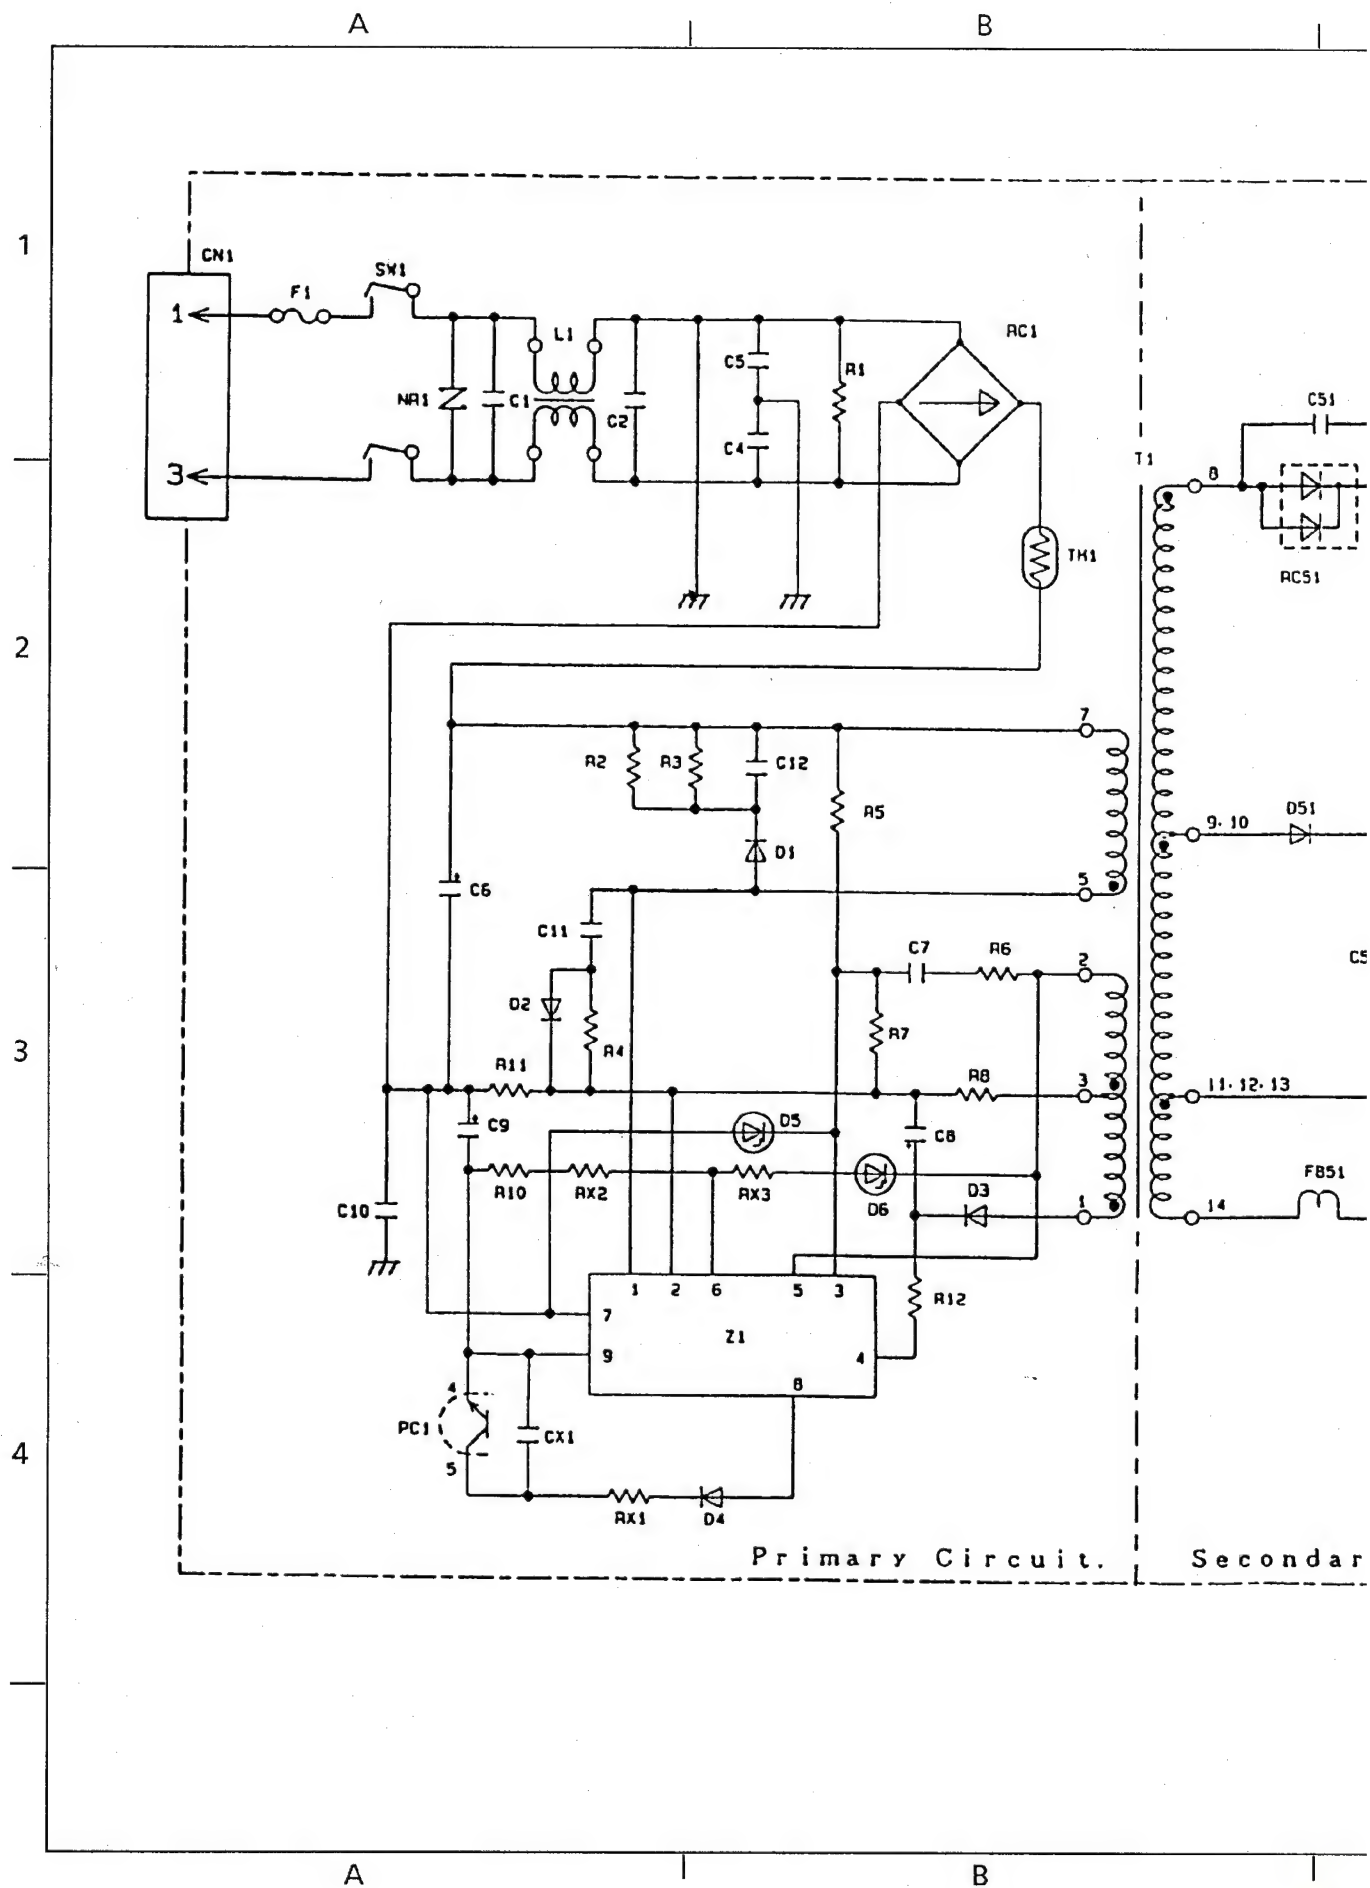 A B
1
CN1
SW1
F1
1
L1
RC1
C5
R1
NR1
C1
C2
C51
C4
3
T1
8
TH1
RC51
2
7
R2
R3
C12
R5
9·10
D51
D1
5
C6
C11
C7
R6
2
C5
D2
R4
R7
3
R11
R8
3
11·12·13
C9
D5
C8
R10
RX2
RX3
D6
D3
FB51
C10
1
14
1 2 6 5 3
R12
7
Z1
9
4
8
4
PC1
CX1
4
5
RX1
D4
Primary Circuit.
Secondar
A B